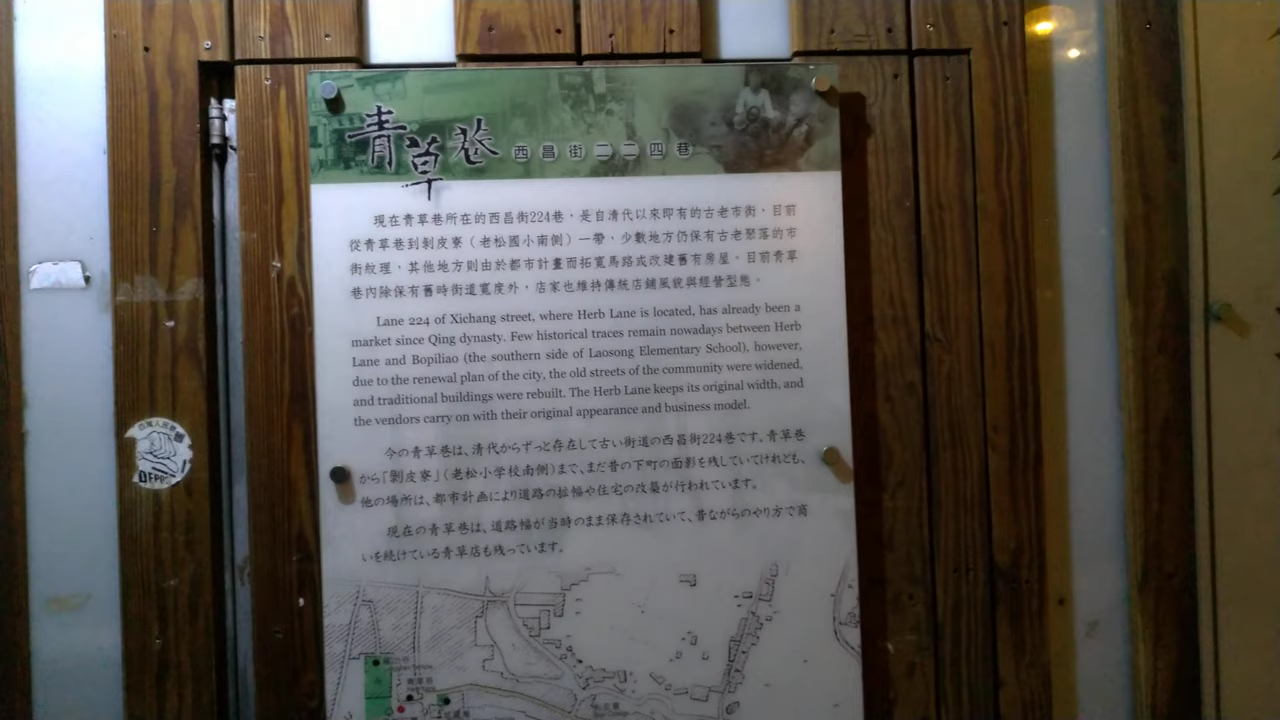 青草巷 西昌街二二四巷
現在青草巷所在的西昌街224巷，是自清代以來即有的古老市街，目前
從青草巷到剝皮寮（老松國小南側）一帶，少數地方仍保有古老聚落的市
街紋理，其他地方則由於都市計畫而拓寬馬路或改建舊有房屋。目前青草
巷內除保有舊時街道寬度外，店家也維持傳統店鋪風貌與經營型態。
Lane 224 of Xichang street, where Herb Lane is located, has already been a
market since Qing dynasty. Few historical traces remain nowadays between Herb
Lane and Bopiliao (the southern side of Laosong Elementary School), however,
due to the renewal plan of the city, the old streets of the community were widened,
and traditional buildings were rebuilt. The Herb Lane keeps its original width, and
the vendors carry on with their original appearance and business model.
今の青草巷は、清代からずっと存在して古い街道の西昌街224巷です。青草巷
から「剝皮寮」（老松小学校南側）まで、まだ昔の下町の面影を残していてけれども、
他の場所は、都市計画により道路の拡幅や住宅の改築が行われています。
現在の青草巷は、道路幅が当時のまま保存されていて、昔ながらのやり方で商
いを続けている青草店も残っています。
青草巷